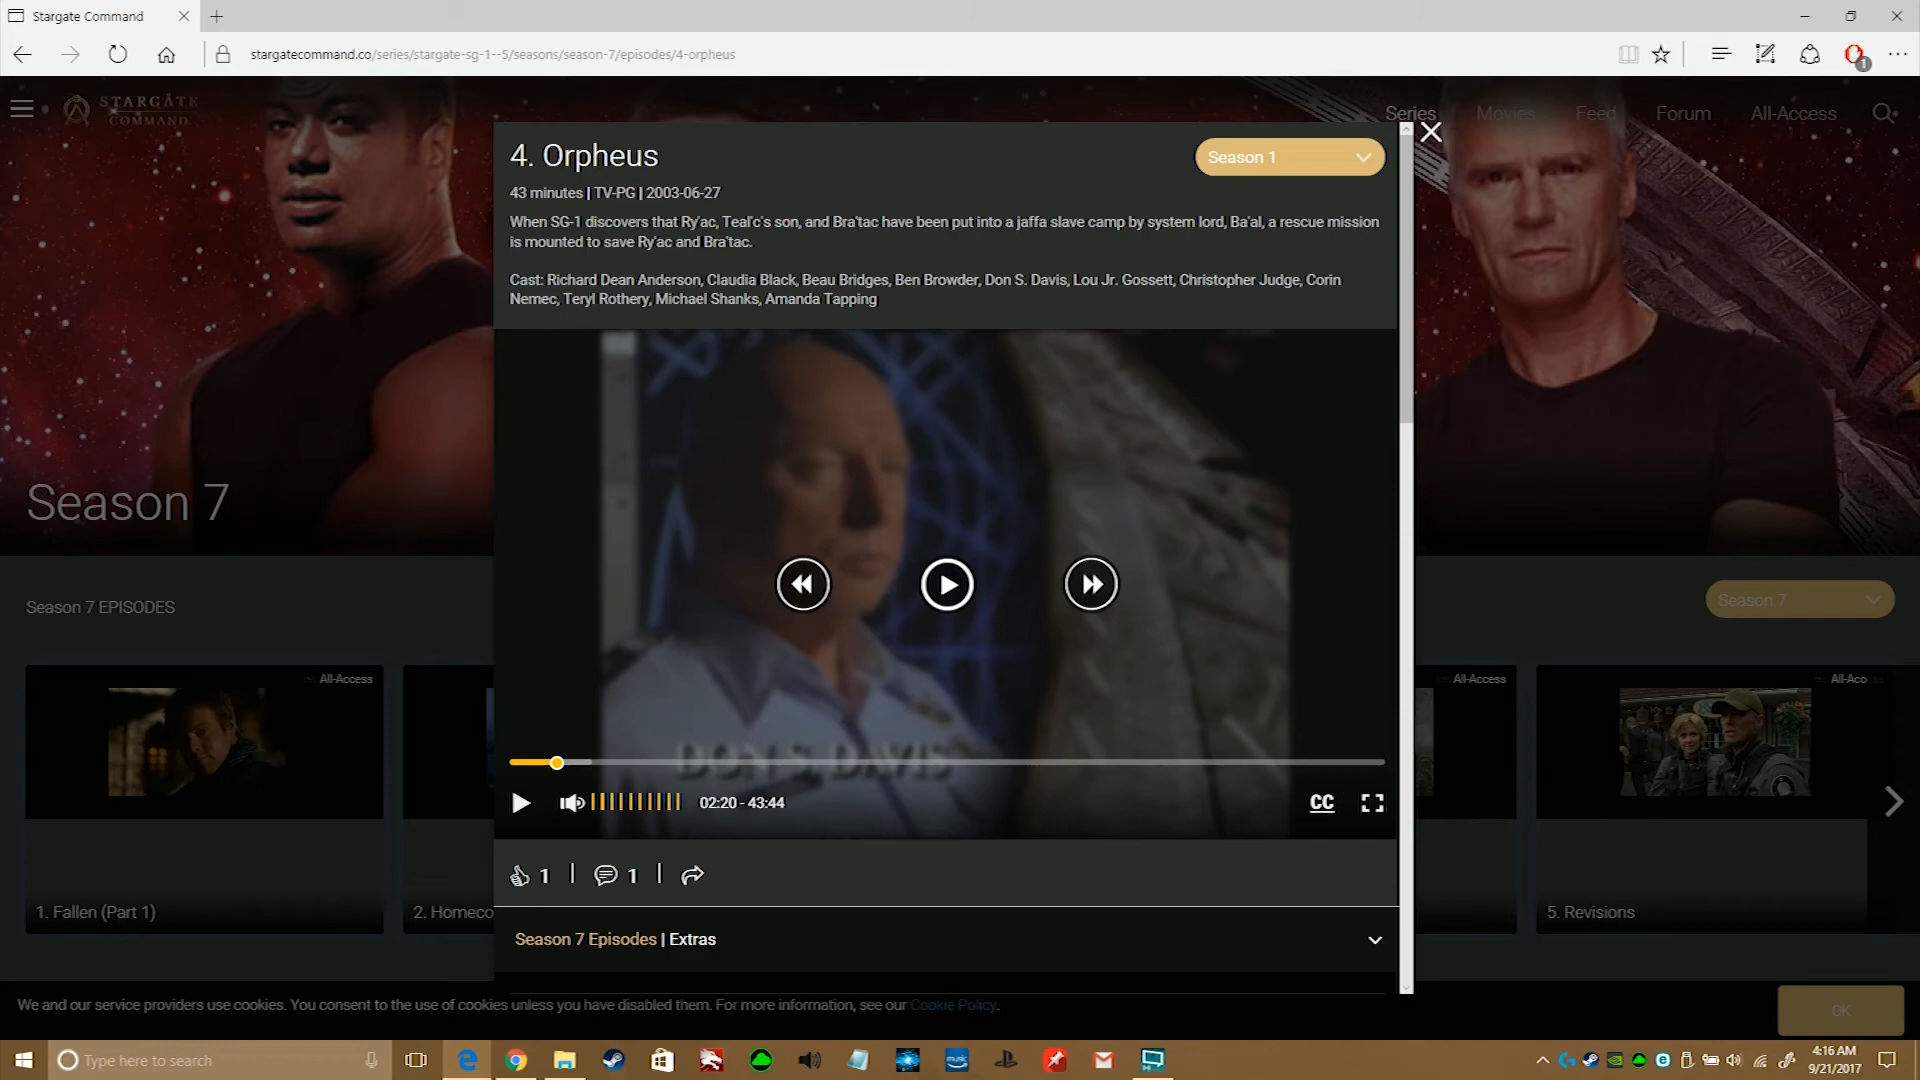 Stargate Command
stargatecommand.co/series/stargate-sg-1--5/seasons/season-7/episodes/4-orpheus
1
STARGATE
COMMAND
Series
Movies
Feed
Forum
All-Access
4. Orpheus
Season 1
43 minutes | TV-PG | 2003-06-27
When SG-1 discovers that Ry'ac, Teal'c's son, and Bra'tac have been put into a jaffa slave camp by system lord, Ba'al, a rescue mission
is mounted to save Ry'ac and Bra'tac.
Cast: Richard Dean Anderson, Claudia Black, Beau Bridges, Ben Browder, Don S. Davis, Lou Jr. Gossett, Christopher Judge, Corin
Nemec, Teryl Rothery, Michael Shanks, Amanda Tapping
Season 7
Season 7 EPISODES
Season 7
DON S. DAVIS
02:20 - 43:44
CC
All-Access
All-Access
All-Acc
1 | 1 |
1. Fallen (Part 1)
2. Homeco
5. Revisions
Season 7 Episodes | Extras
We and our service providers use cookies. You consent to the use of cookies unless you have disabled them. For more information, see our Cookie Policy.
OK
Type here to search
music
4:16 AM
9/21/2017